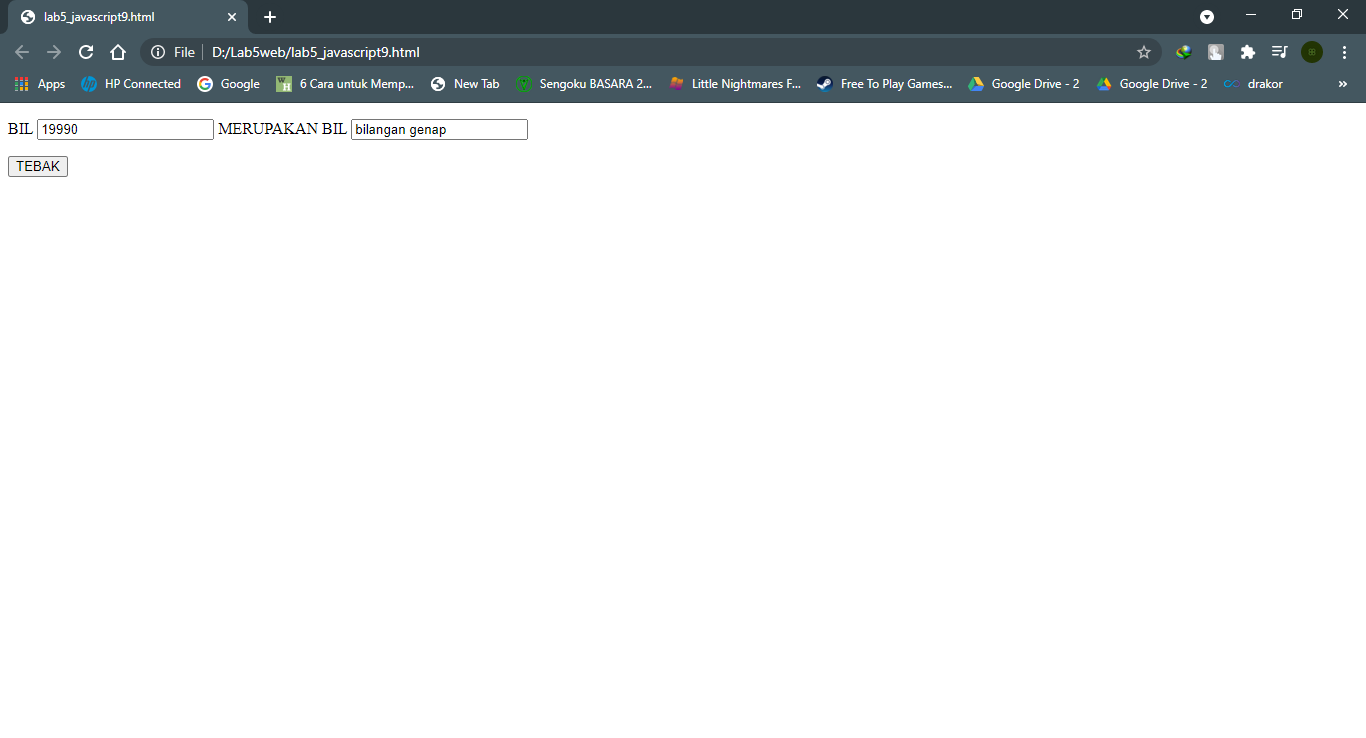 lab5_javascript9.html
File D:/Lab5web/lab5_javascript9.html
Apps HP Connected Google 6 Cara untuk Memp... New Tab Sengoku BASARA 2... Little Nightmares F... Free To Play Games... Google Drive - 2 Google Drive - 2 drakor »
BIL 19990 MERUPAKAN BIL bilangan genap
TEBAK